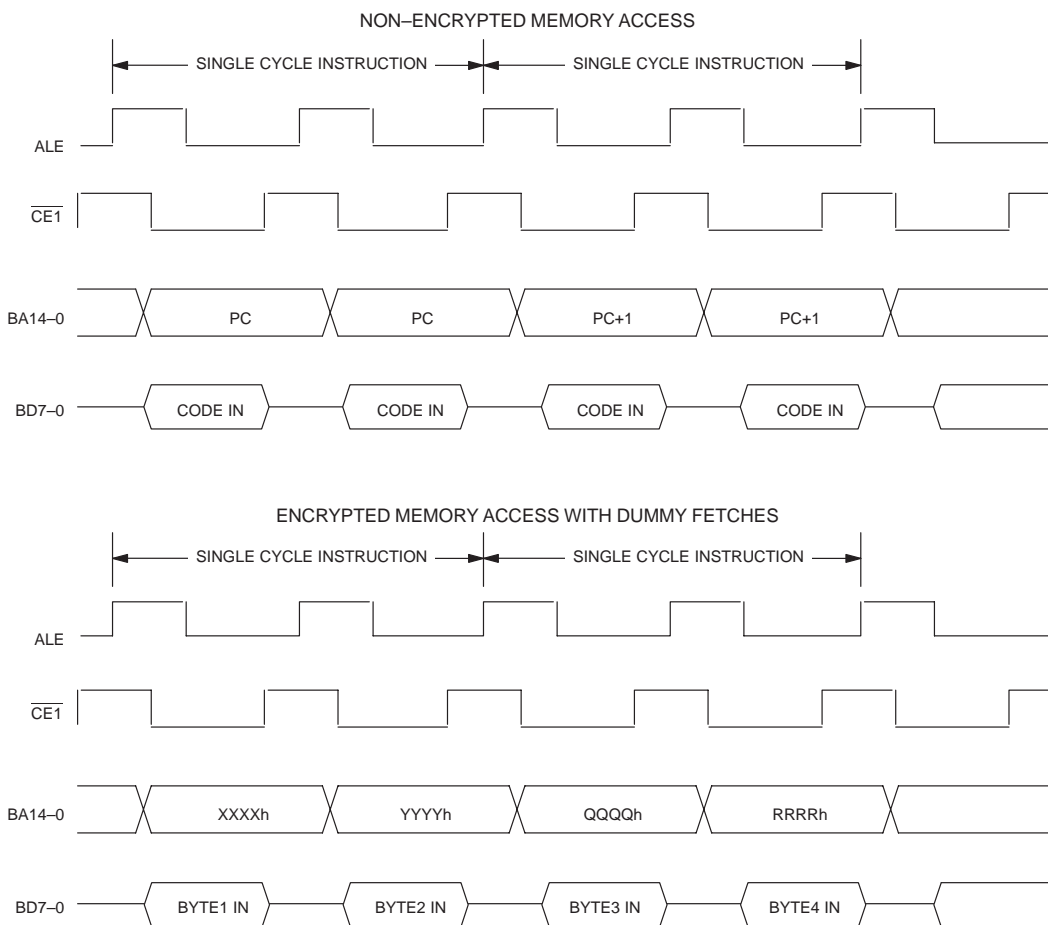 NON–ENCRYPTED MEMORY ACCESS
SINGLE CYCLE INSTRUCTION SINGLE CYCLE INSTRUCTION
ALE
CE1
BA14–0 PC PC PC+1 PC+1
BD7–0 CODE IN CODE IN CODE IN CODE IN
ENCRYPTED MEMORY ACCESS WITH DUMMY FETCHES
SINGLE CYCLE INSTRUCTION SINGLE CYCLE INSTRUCTION
ALE
CE1
BA14–0 XXXXh YYYYh QQQQh RRRRh
BD7–0 BYTE1 IN BYTE2 IN BYTE3 IN BYTE4 IN